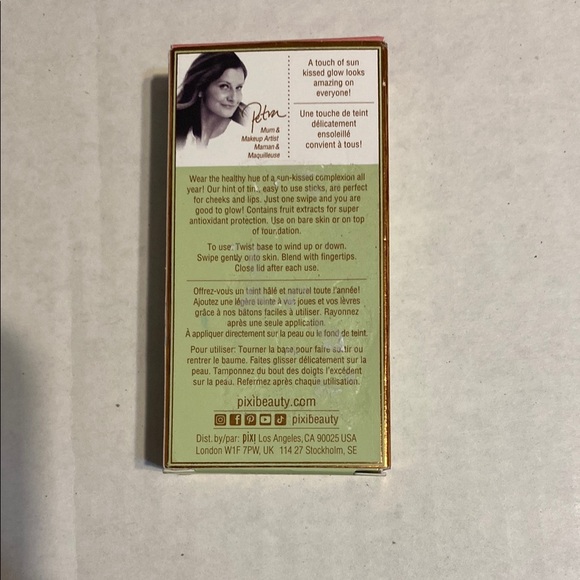 A touch of sun
kissed glow looks
amazing on
everyone!
Une touche de teint
délicatement
ensoleillé
convient à tous!
Petra
Mum &
Makeup Artist
Maman &
Maquilleuse
Wear the healthy hue of a sun-kissed complexion all
year! Our hint of tint, easy to use sticks, are perfect
for cheeks and lips. Just one swipe and you are
good to glow! Contains fruit extracts for super
antioxidant protection. Use on bare skin or on top
of foundation.
To use: Twist base to wind up or down.
Swipe gently onto skin. Blend with fingertips.
Close lid after each use.
Offrez-vous un teint hâlé et naturel toute l'année!
Ajoutez une légère teinte à vos joues et vos lèvres
grâce à nos bâtons faciles à utiliser. Rayonnez
après une seule application.
À appliquer directement sur la peau ou le fond de teint.
Pour utiliser: Tourner la base pour faire sortir ou
rentrer le baume. Faites glisser délicatement sur la
peau. Tamponnez du bout des doigts l'excédent
sur la peau. Refermez après chaque utilisation.
pixibeauty.com
pixibeauty
Dist. by/par: pixi Los Angeles, CA 90025 USA
London W1F 7PW, UK 114 27 Stockholm, SE